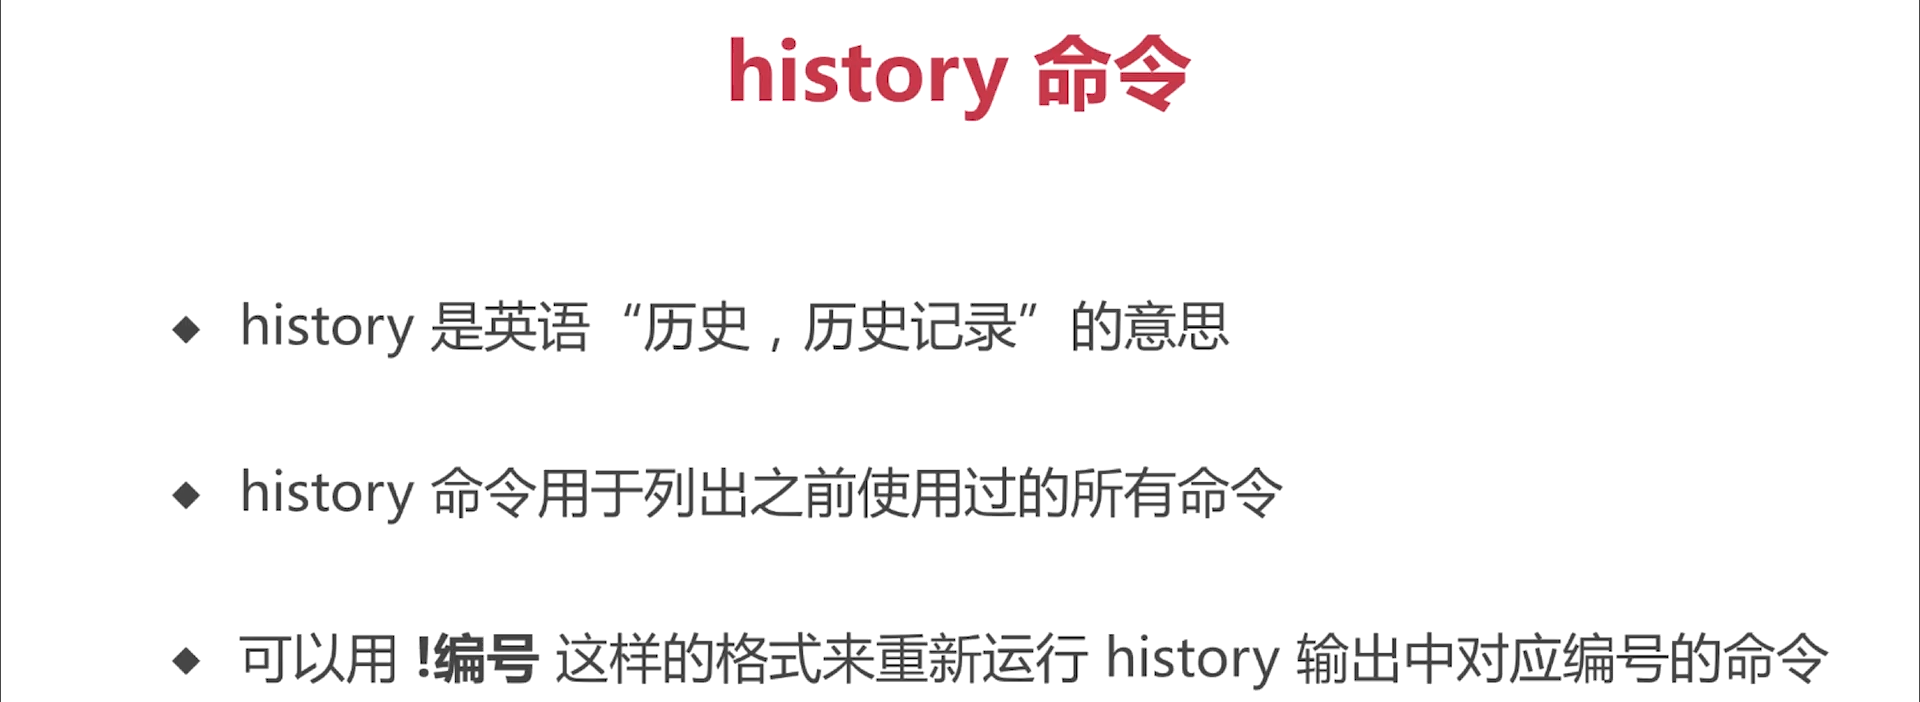 history 命令
◆ history 是英语“历史，历史记录”的意思
◆ history 命令用于列出之前使用过的所有命令
◆ 可以用 !编号 这样的格式来重新运行 history 输出中对应编号的命令